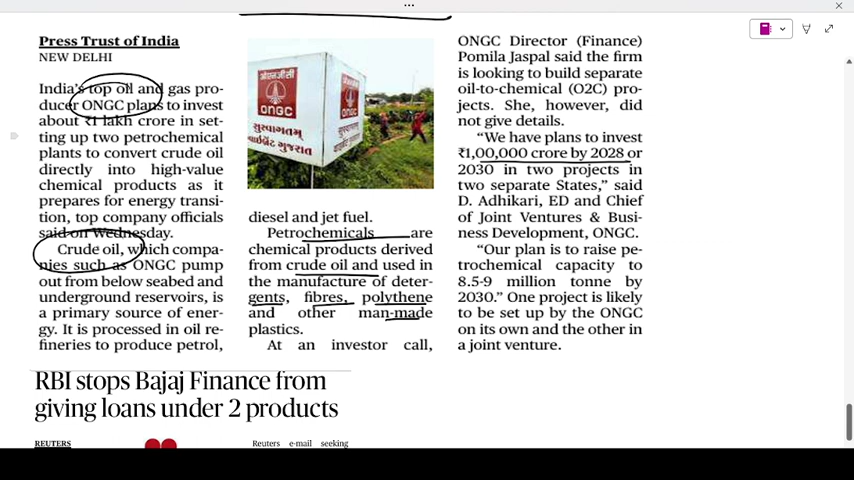 Press Trust of India
NEW DELHI
India's top oil and gas pro-
ducer ONGC plans to invest
about ₹1 lakh crore in set-
ting up two petrochemical
plants to convert crude oil
directly into high-value
chemical products as it
prepares for energy transi-
tion, top company officials
said on Wednesday.
Crude oil, which compa-
nies such as ONGC pump
out from below seabed and
underground reservoirs, is
a primary source of ener-
gy. It is processed in oil re-
fineries to produce petrol,
ओएनजीसी
ONGC
ONGC
સુસ્વાગતમ્
વાઈબ્રન્ટ ગુજરાત
diesel and jet fuel.
Petrochemicals are
chemical products derived
from crude oil and used in
the manufacture of deter-
gents, fibres, polythene
and other man-made
plastics.
At an investor call,
ONGC Director (Finance)
Pomila Jaspal said the firm
is looking to build separate
oil-to-chemical (O2C) pro-
jects. She, however, did
not give details.
"We have plans to invest
₹1,00,000 crore by 2028 or
2030 in two projects in
two separate States," said
D. Adhikari, ED and Chief
of Joint Ventures & Busi-
ness Development, ONGC.
"Our plan is to raise pe-
trochemical capacity to
8.5-9 million tonne by
2030." One project is likely
to be set up by the ONGC
on its own and the other in
a joint venture.
RBI stops Bajaj Finance from
giving loans under 2 products
REUTERS
Reuters e-mail seeking